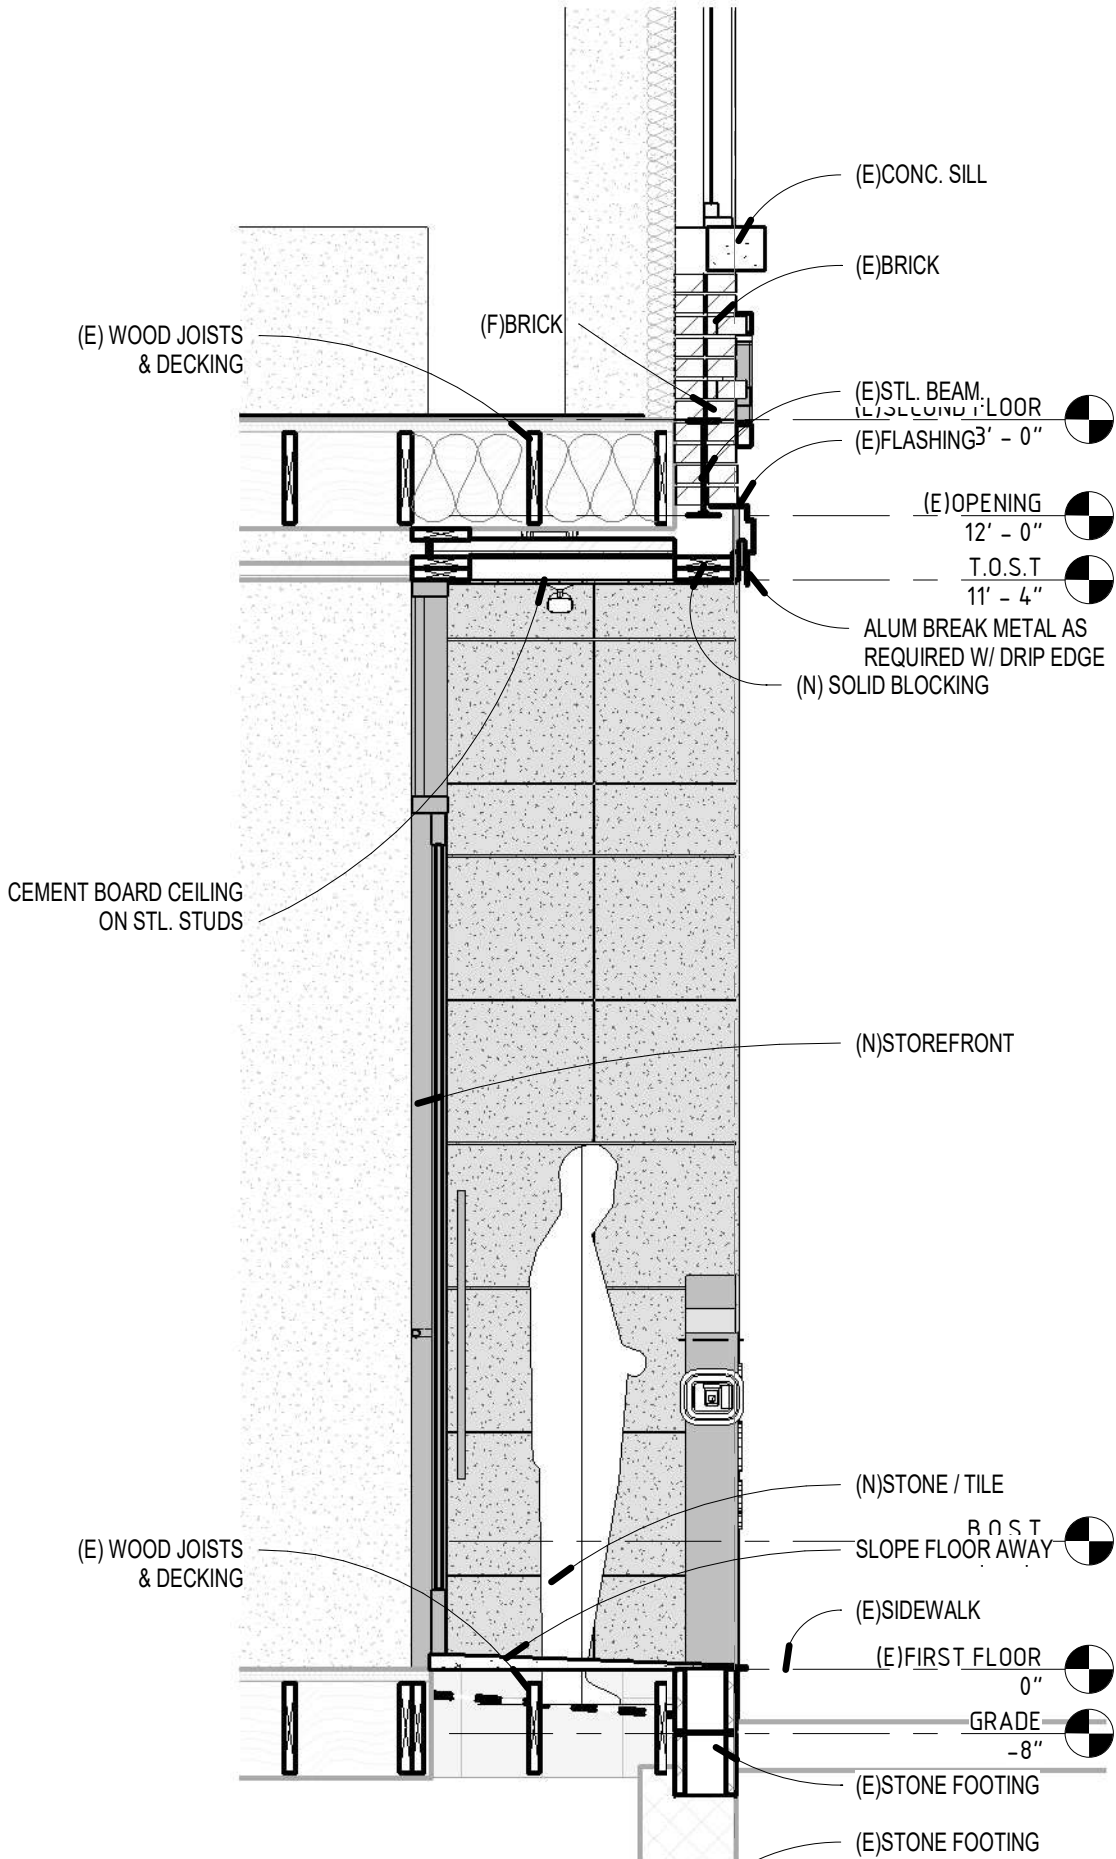 (E)CONC. SILL
(E)BRICK
(F)BRICK
(E) WOOD JOISTS
& DECKING
(E)STL. BEAM
(E)SECOND FLOOR
3' - 0"
(E)FLASHING
(E)OPENING
12' - 0"
T.O.S.T
11' - 4"
ALUM BREAK METAL AS
REQUIRED W/ DRIP EDGE
(N) SOLID BLOCKING
CEMENT BOARD CEILING
ON STL. STUDS
(N)STOREFRONT
(N)STONE / TILE
B.O.S.T
SLOPE FLOOR AWAY
(E) WOOD JOISTS
& DECKING
(E)SIDEWALK
(E)FIRST FLOOR
0"
GRADE
-8"
(E)STONE FOOTING
(E)STONE FOOTING